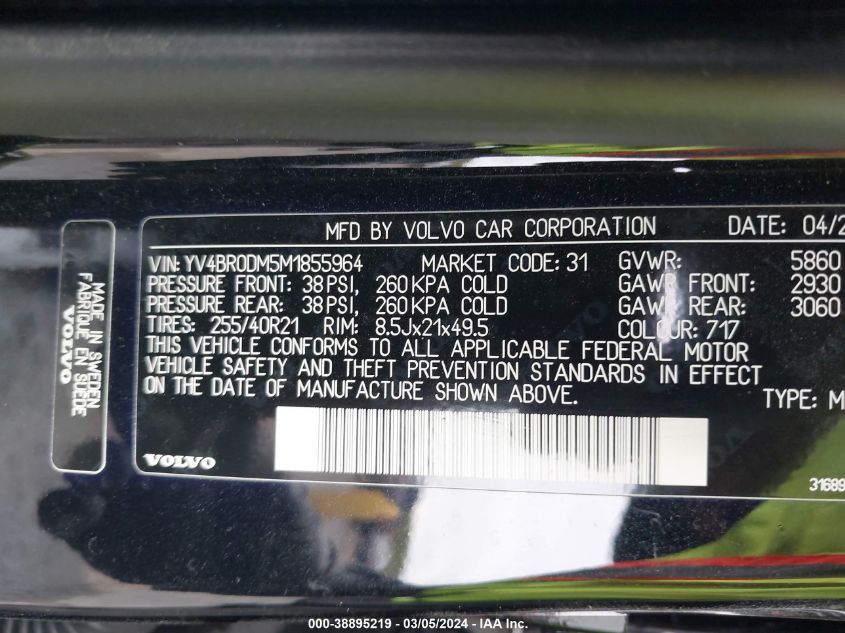 MFD BY VOLVO CAR CORPORATION DATE: 04/2
VIN: YV4BR0DM5M1855964 MARKET CODE: 31 GVWR: 5860
PRESSURE FRONT: 38 PSI, 260 KPA COLD GAWR FRONT: 2930
PRESSURE REAR: 38 PSI, 260 KPA COLD GAWR REAR: 3060
TIRES: 255/40R21 RIM: 8.5Jx21x49.5 COLOUR: 717
THIS VEHICLE CONFORMS TO ALL APPLICABLE FEDERAL MOTOR
VEHICLE SAFETY AND THEFT PREVENTION STANDARDS IN EFFECT
ON THE DATE OF MANUFACTURE SHOWN ABOVE.
TYPE: M
VOLVO
31689
MADE IN SWEDEN
FABRIQUE EN SUEDE
VOLVO
000-38895219 - 03/05/2024 - IAA Inc.